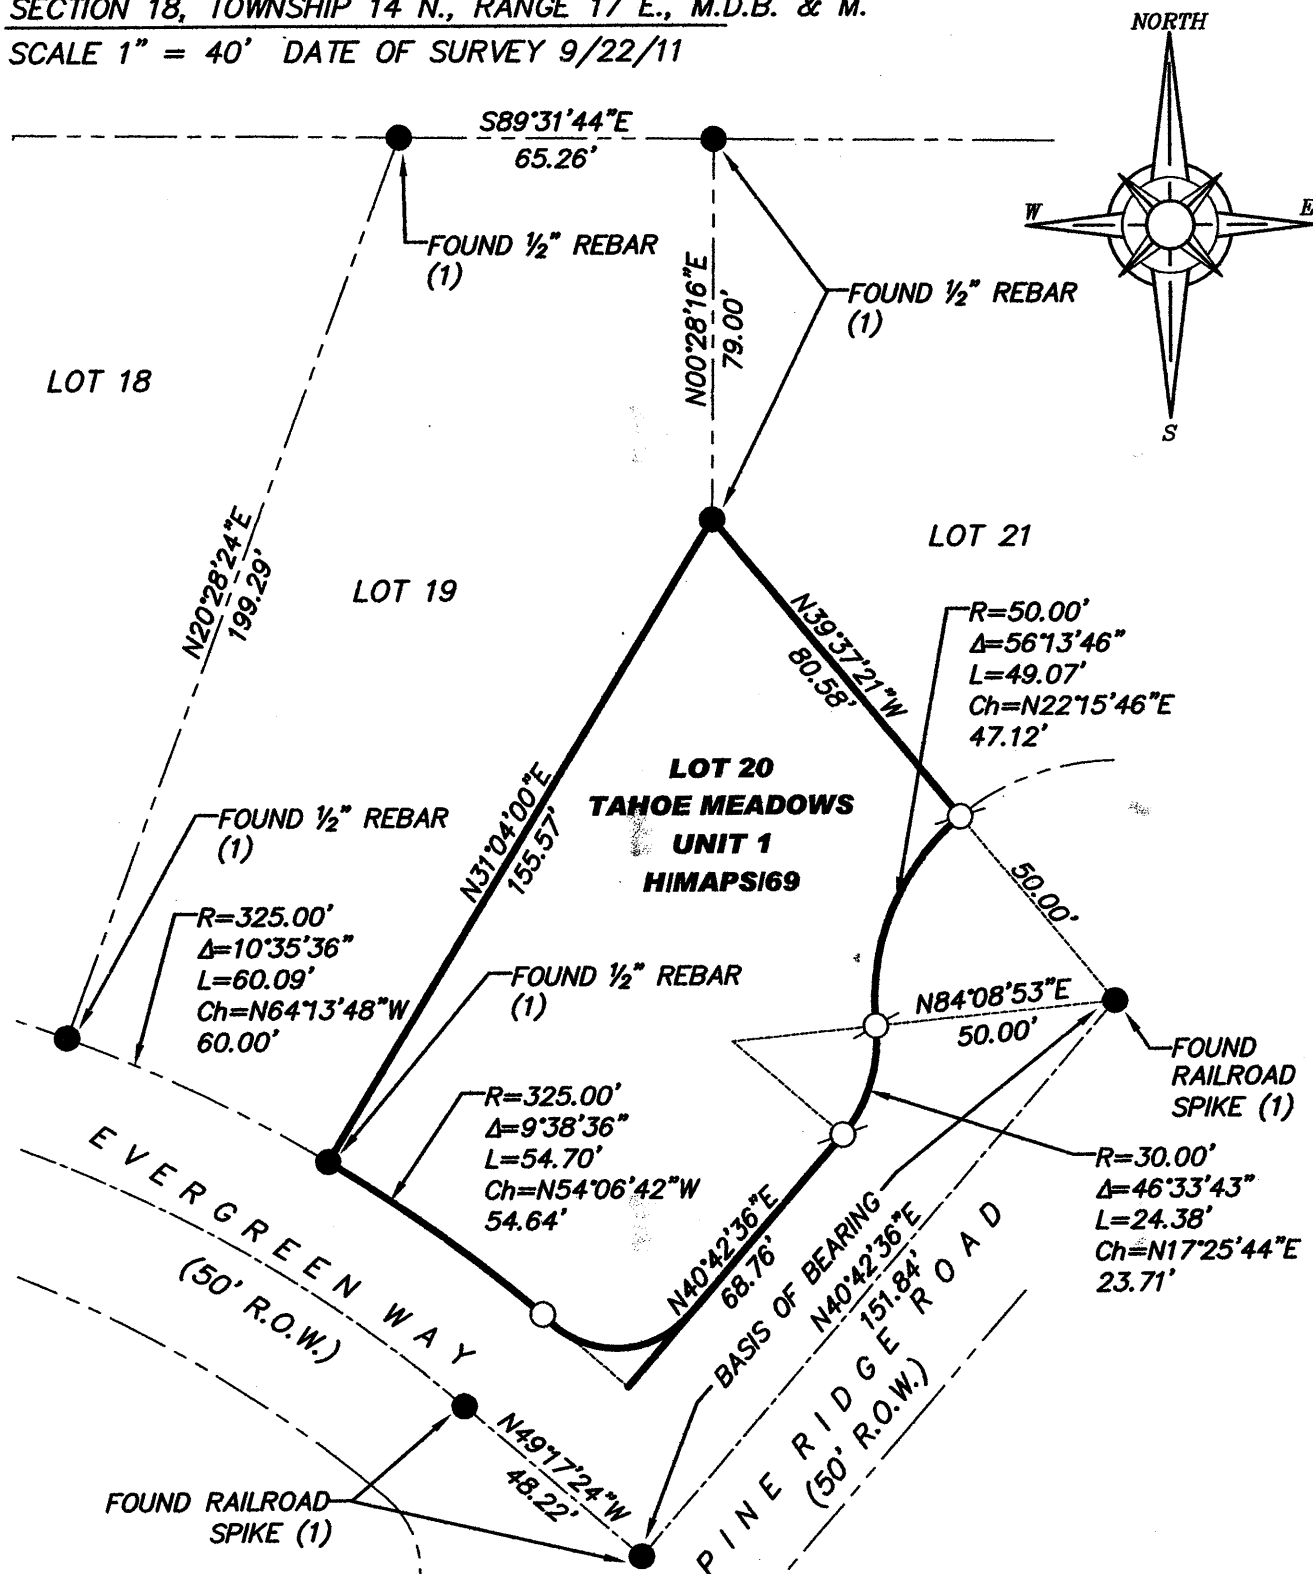 SECTION 18, TOWNSHIP 14 N., RANGE 17 E., M.D.B. & M.
SCALE 1" = 40' DATE OF SURVEY 9/22/11
NORTH
W
E
S
S89°31'44"E
65.26'
FOUND ½" REBAR
(1)
N00°28'16"E
79.00'
FOUND ½" REBAR
(1)
LOT 18
LOT 21
N20°28'24"E
199.29'
LOT 19
N39°37'21"W
80.58'
R=50.00'
Δ=56°13'46"
L=49.07'
Ch=N22°15'46"E
47.12'
LOT 20
TAHOE MEADOWS
UNIT 1
H|MAPS|69
N31°04'00"E
155.57'
FOUND ½" REBAR
(1)
50.00'
R=325.00'
Δ=10°35'36"
L=60.09'
Ch=N64°13'48"W
60.00'
FOUND ½" REBAR
(1)
N84°08'53"E
50.00'
FOUND
RAILROAD
SPIKE (1)
R=325.00'
Δ=9°38'36"
L=54.70'
Ch=N54°06'42"W
54.64'
R=30.00'
Δ=46°33'43"
L=24.38'
Ch=N17°25'44"E
23.71'
EVERGREEN WAY
(50' R.O.W.)
N40°42'36"E
68.76'
BASIS OF BEARING
N40°42'36"E
151.84'
PINE RIDGE ROAD
(50' R.O.W.)
N49°17'24"W
48.22'
FOUND RAILROAD
SPIKE (1)